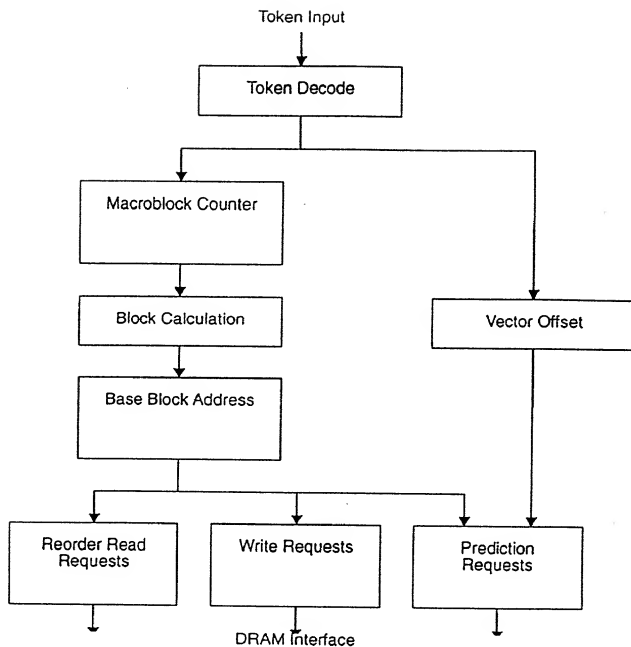 Token Input
Token Decode
Macroblock Counter
Block Calculation
Vector Offset
Base Block Address
Reorder Read
Requests
Write Requests
Prediction
Requests
DRAM Interface